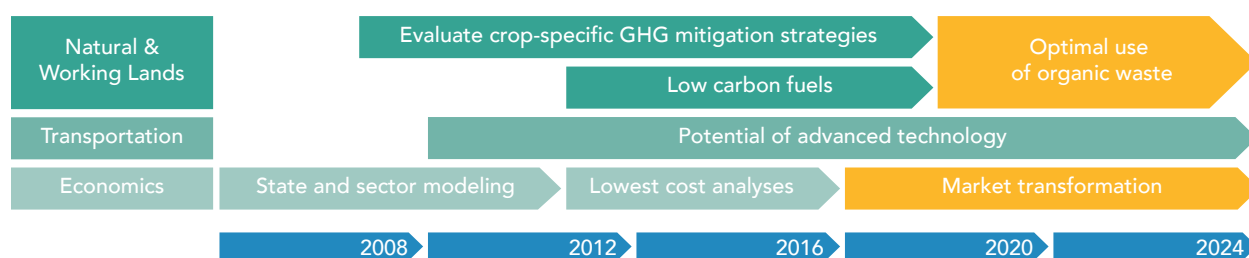 Natural &
Working Lands
Evaluate crop-specific GHG mitigation strategies
Low carbon fuels
Optimal use
of organic waste
Transportation
Potential of advanced technology
Economics
State and sector modeling
Lowest cost analyses
Market transformation
2008
2012
2016
2020
2024